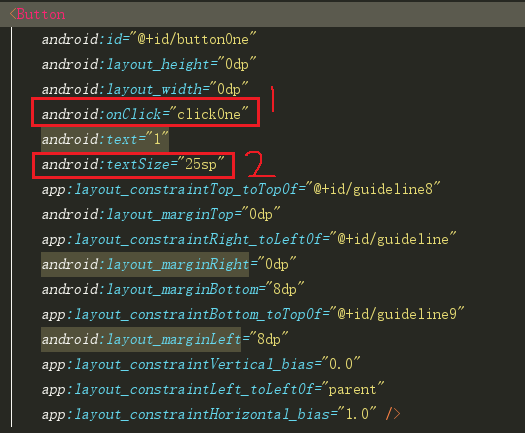 <Button
android:id="@+id/buttonOne"
android:layout_height="0dp"
android:layout_width="0dp"
android:onClick="clickOne" 1
android:text="1"
android:textSize="25sp" 2
app:layout_constraintTop_toTopOf="@+id/guideline8"
android:layout_marginTop="0dp"
app:layout_constraintRight_toLeftOf="@+id/guideline"
android:layout_marginRight="0dp"
android:layout_marginBottom="8dp"
app:layout_constraintBottom_toTopOf="@+id/guideline9"
android:layout_marginLeft="8dp"
app:layout_constraintVertical_bias="0.0"
app:layout_constraintLeft_toLeftOf="parent"
app:layout_constraintHorizontal_bias="1.0" />